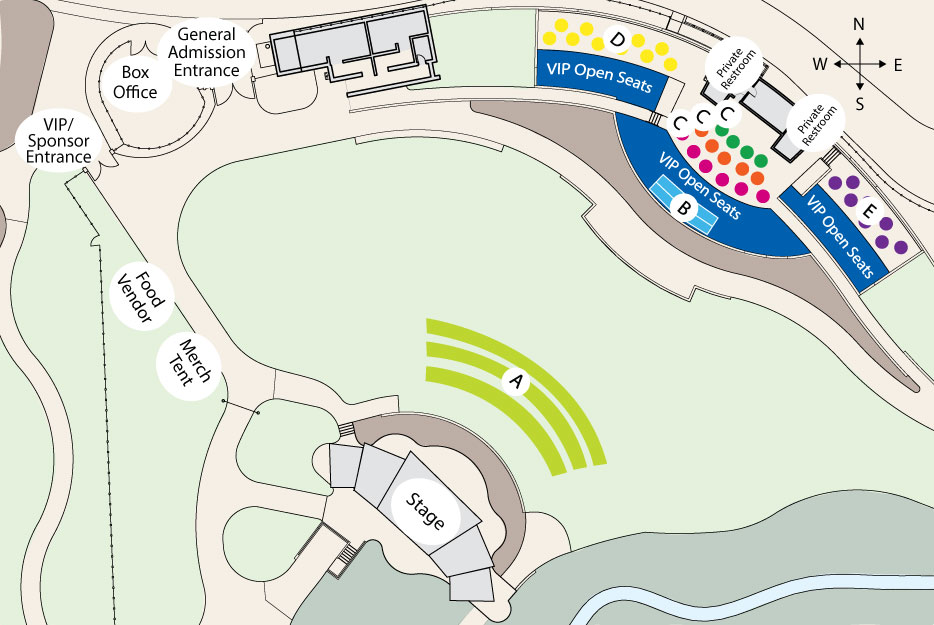 General
Admission
Entrance
Box
Office
VIP/
Sponsor
Entrance
D
VIP Open Seats
Private
Restroom
Private
Restroom
N
W
E
S
C
C
C
VIP Open Seats
B
E
VIP Open Seats
Food
Vendor
Merch
Tent
A
Stage